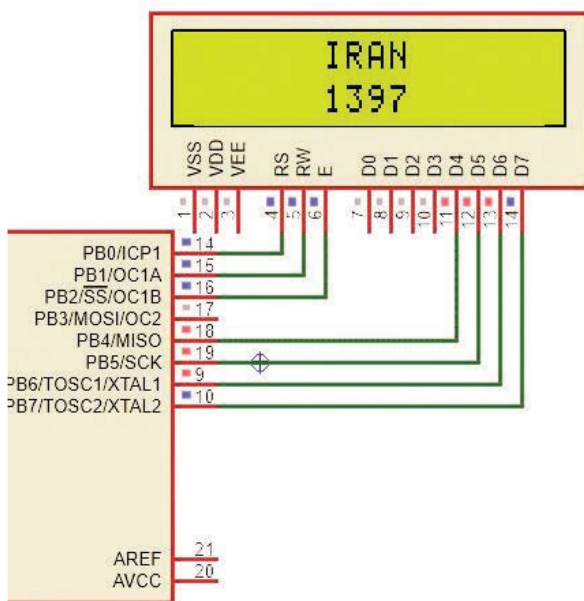 IRAN
1397
VSS
VDD
VEE
RS
RW
E
D0
D1
D2
D3
D4
D5
D6
D7
1
2
3
4
5
6
7
8
9
10
11
12
13
14
PB0/ICP1 14
PB1/OC1A 15
PB2/SS/OC1B 16
PB3/MOSI/OC2 17
PB4/MISO 18
PB5/SCK 19
PB6/TOSC1/XTAL1 9
PB7/TOSC2/XTAL2 10
AREF 21
AVCC 20